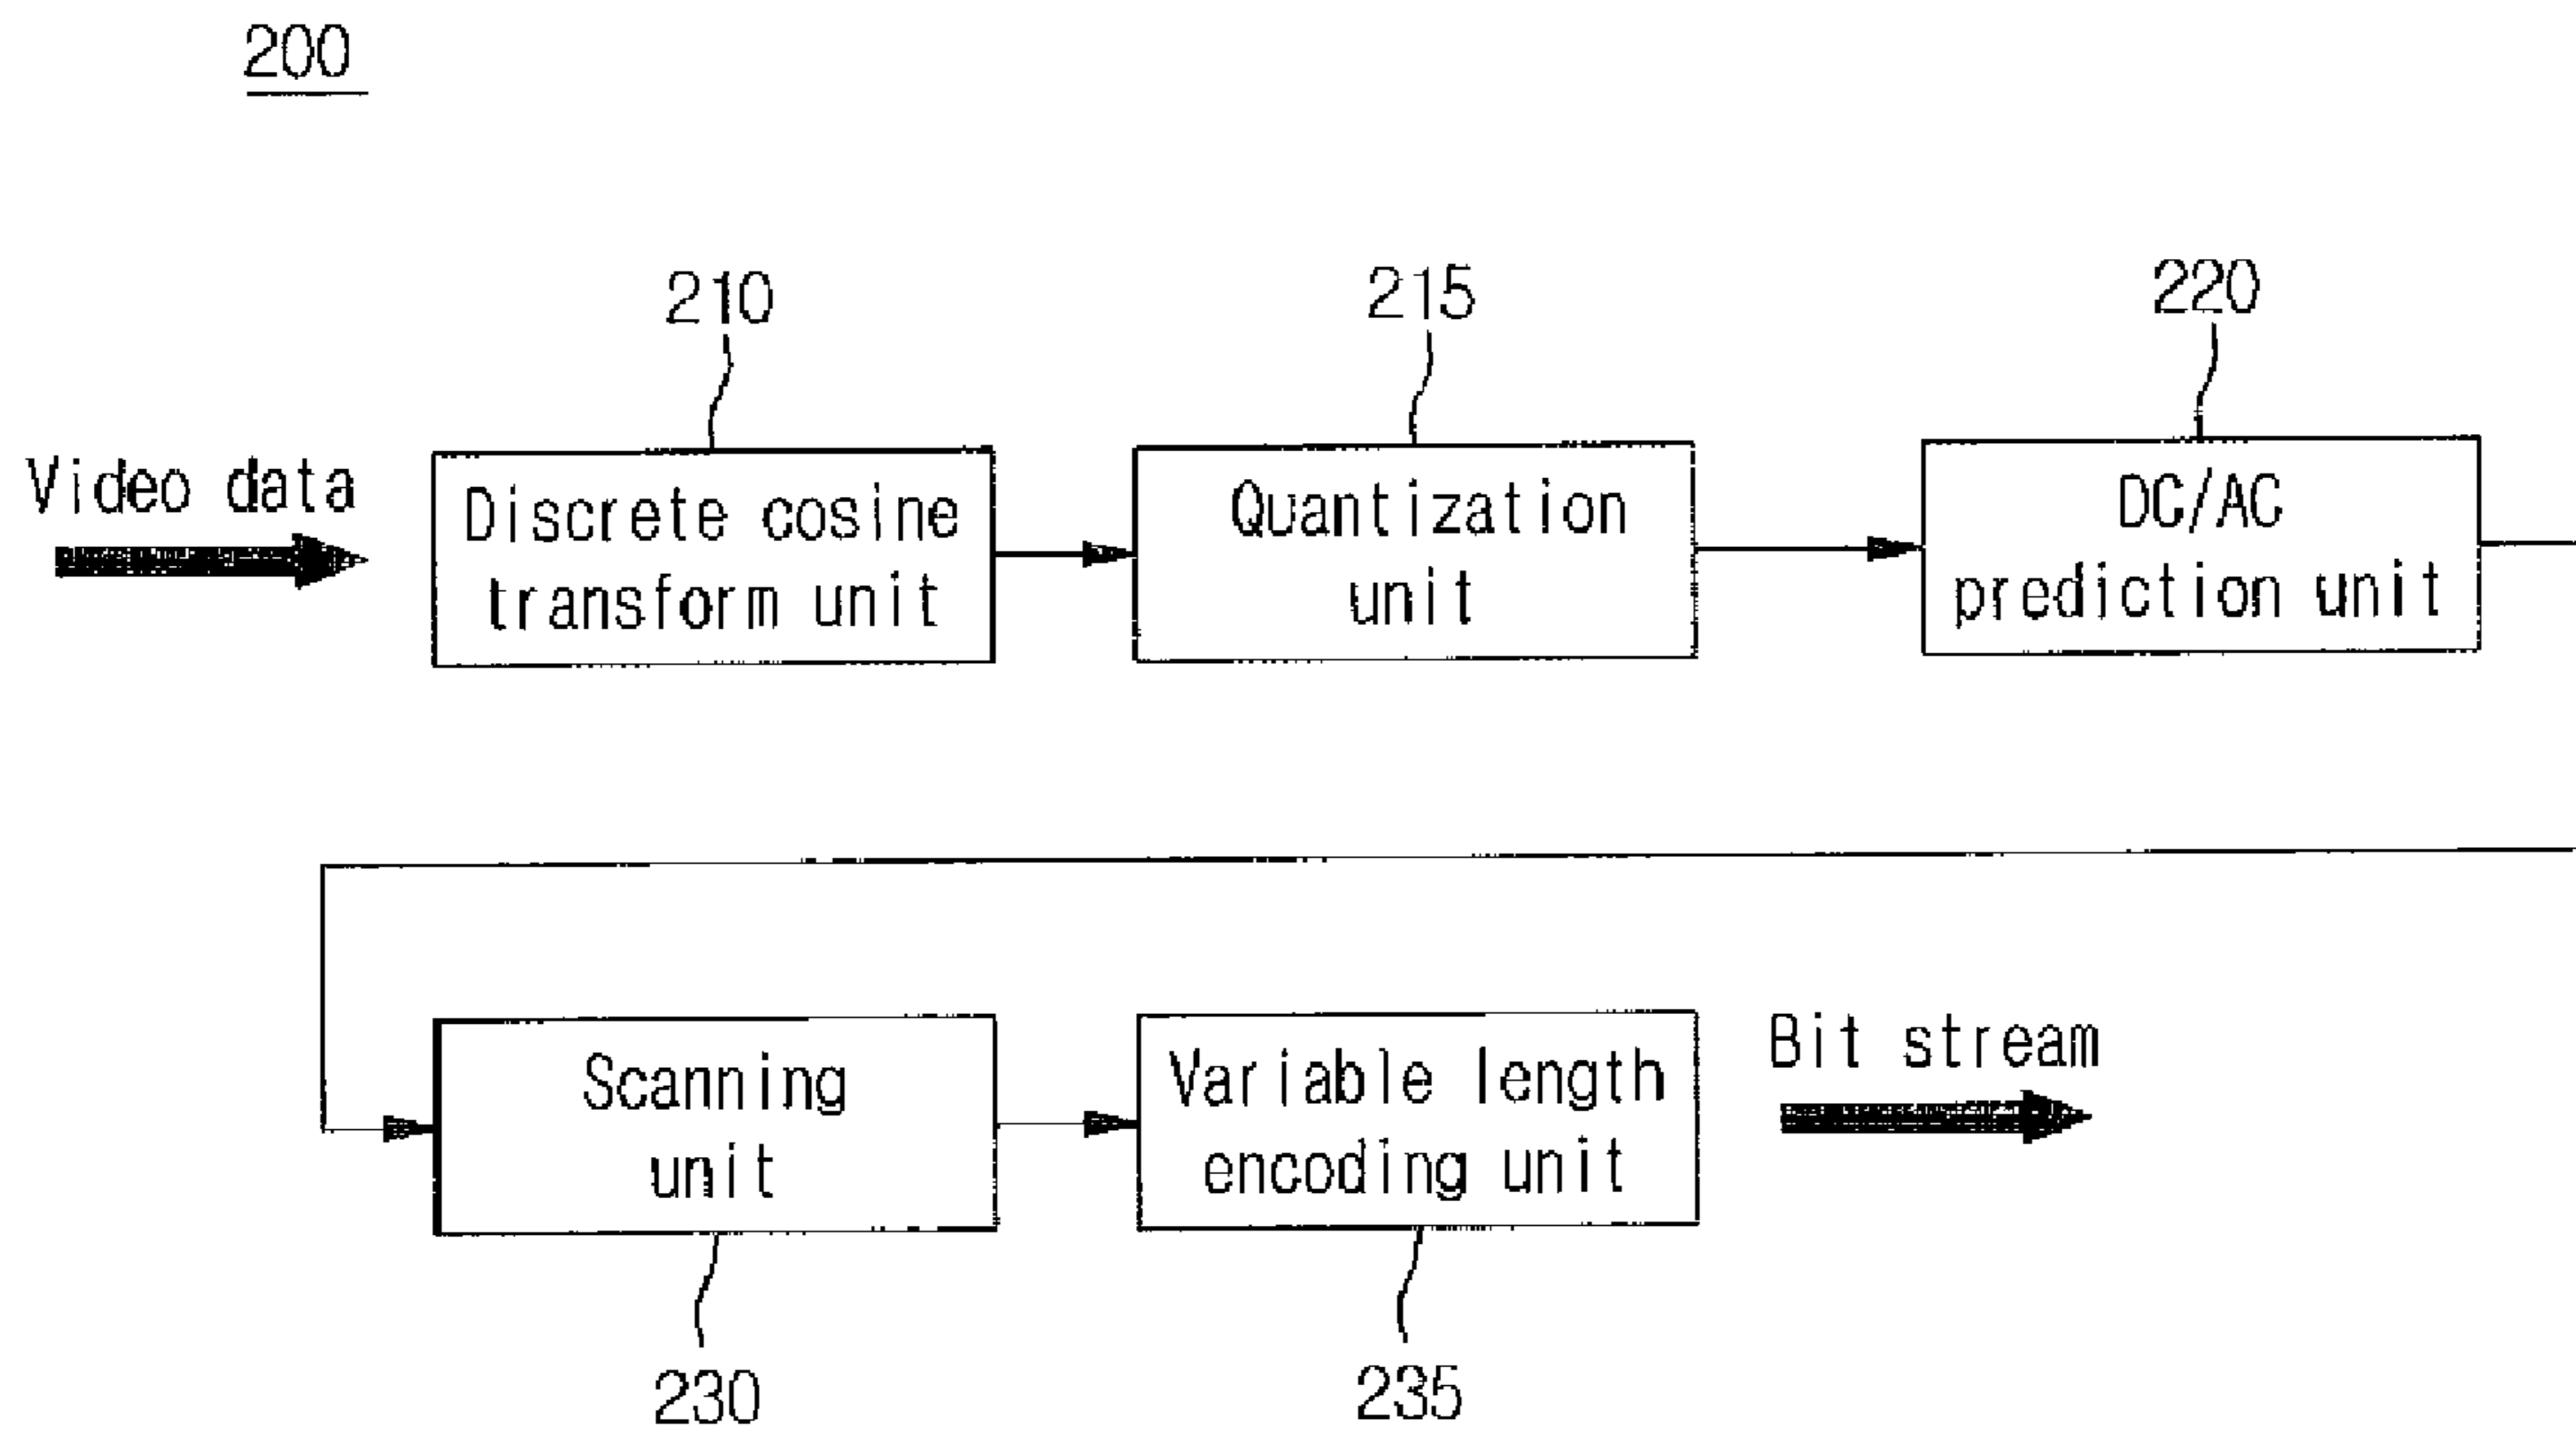 200
210
215
220
Video data
Discrete cosine
transform unit
Quantization
unit
DC/AC
prediction unit
Scanning
unit
Variable length
encoding unit
Bit stream
230
235